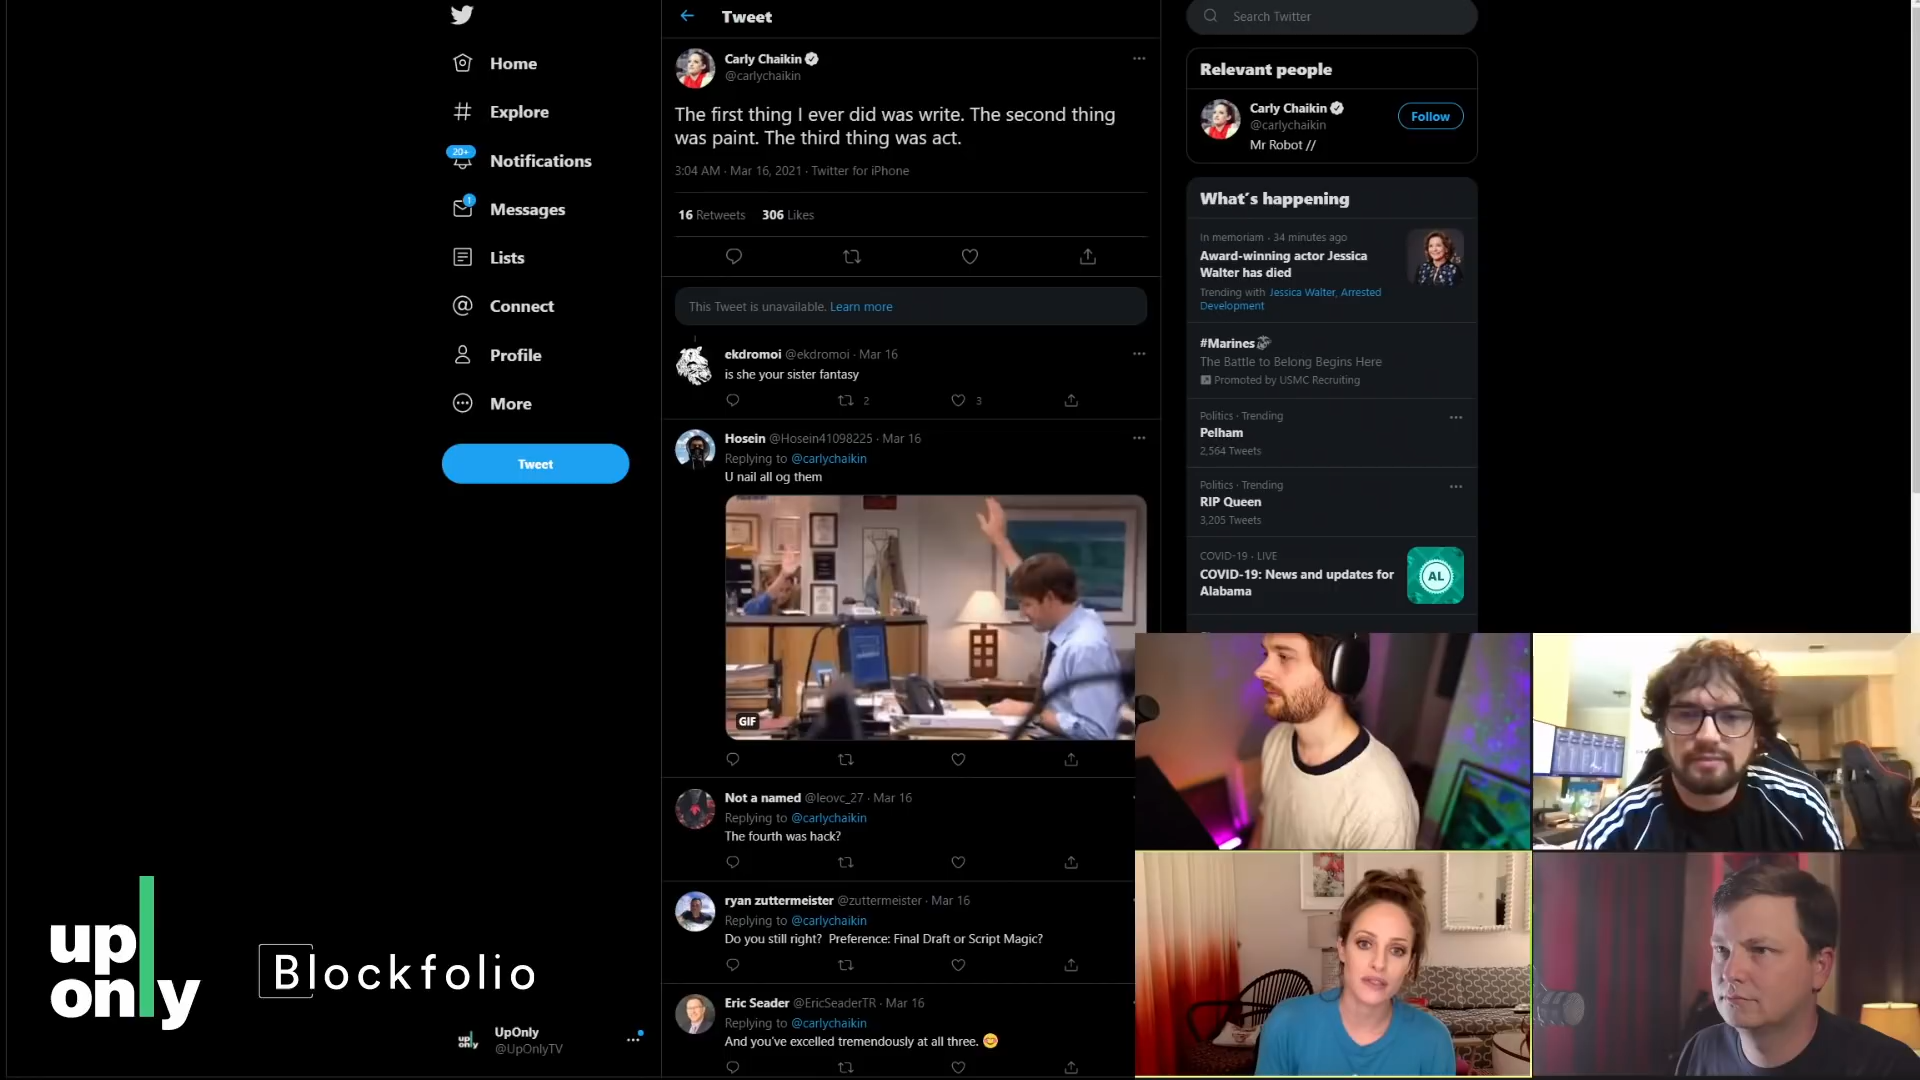 Home
Explore
20+
Notifications
1
Messages
Lists
Connect
Profile
More
Tweet
Tweet
Carly Chaikin
@carlychaikin
The first thing I ever did was write. The second thing
was paint. The third thing was act.
3:04 AM · Mar 16, 2021 · Twitter for iPhone
16 Retweets 306 Likes
This Tweet is unavailable. Learn more
ekdromoi @ekdromoi · Mar 16
is she your sister fantasy
2
3
Hosein @Hosein41098225 · Mar 16
Replying to @carlychaikin
U nail all og them
GIF
Not a named @leovc_27 · Mar 16
Replying to @carlychaikin
The fourth was hack?
ryan zuttermeister @zuttermeister · Mar 16
Replying to @carlychaikin
Do you still right? Preference: Final Draft or Script Magic?
Eric Seader @EricSeaderTR · Mar 16
Replying to @carlychaikin
And you've excelled tremendously at all three. 😊
Search Twitter
Relevant people
Carly Chaikin
@carlychaikin
Follow
Mr Robot //
What's happening
In memoriam · 34 minutes ago
Award-winning actor Jessica
Walter has died
Trending with Jessica Walter, Arrested
Development
#Marines
The Battle to Belong Begins Here
Promoted by USMC Recruiting
Politics · Trending
Pelham
2,564 Tweets
Politics · Trending
RIP Queen
3,205 Tweets
COVID-19 · LIVE
COVID-19: News and updates for
Alabama
AL
up
only
Blockfolio
up only
UpOnly
@UpOnlyTV